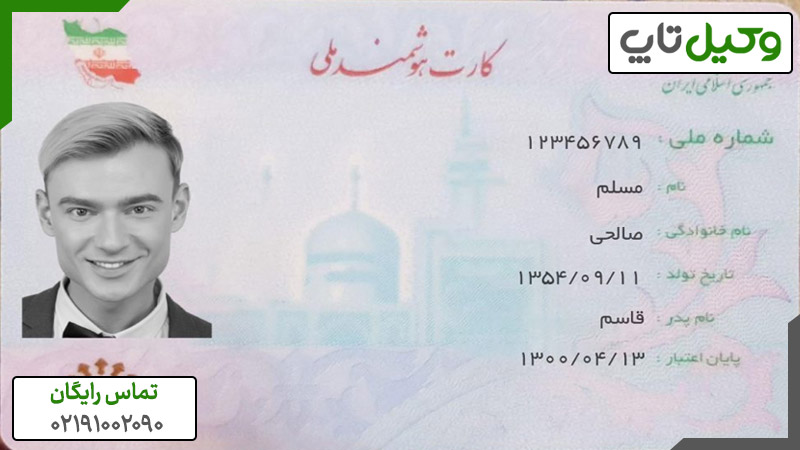 وکیل تاپ
کارت هوشمند ملی
جمهوری اسلامی ایران
شماره ملی : ۱۲۳۴۵۶۷۸۹
نام : مسلم
نام خانوادگی : صالحی
تاریخ تولد : ۱۳۵۴/۰۹/۱۱
نام پدر : قاسم
پایان اعتبار : ۱۳۰۰/۰۴/۱۳
تماس رایگان
۰۲۱۹۱۰۰۲۰۹۰